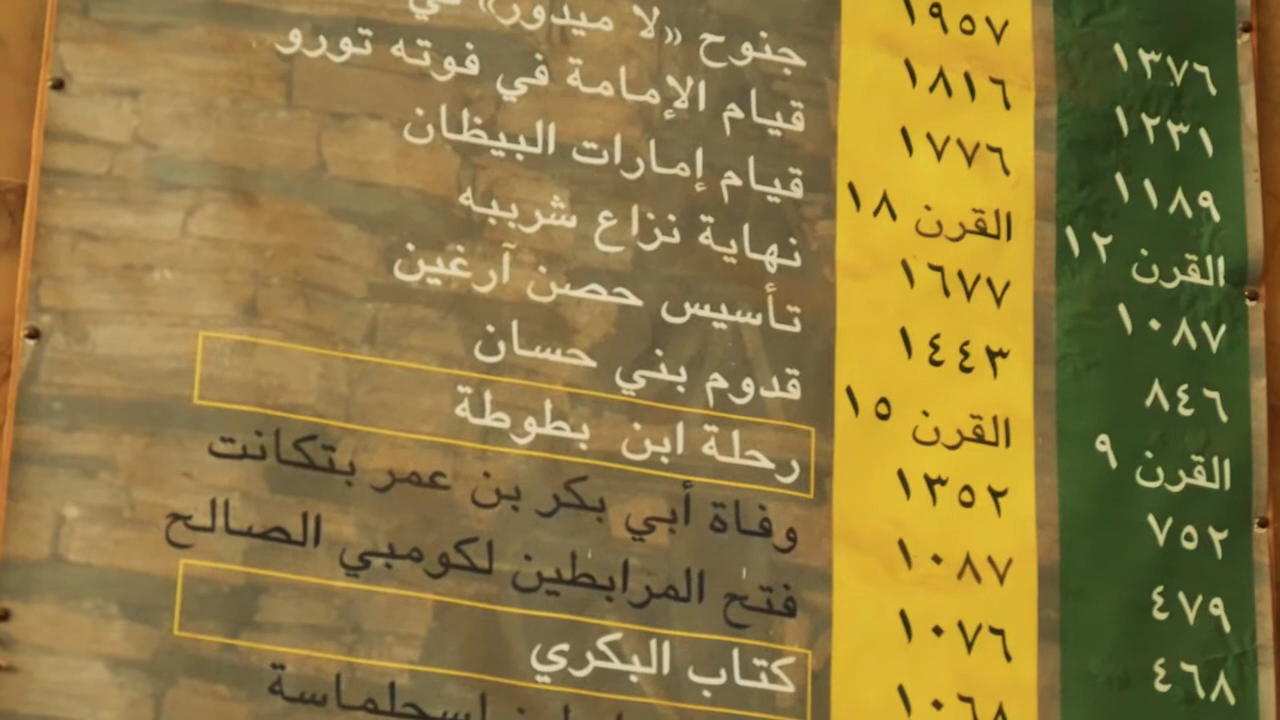 ١٣٧٦ ١٩٥٧
١٢٣١ ١٨١٦ جنوح «لا ميدوز» في
١١٨٩ ١٧٧٦ قيام الإمامة في فوته تورو
القرن ١٢ القرن ١٨ قيام إمارات البيظان
١٠٨٧ ١٦٧٧ نهاية نزاع شرببه
٨٤٦ ١٤٤٣ تأسيس حصن آرغين
القرن ٩ القرن ١٥ قدوم بني حسان
٧٥٢ ١٣٥٢ رحلة ابن بطوطة
٤٧٩ ١٠٨٧ وفاة أبي بكر بن عمر بتكانت
٤٦٨ ١٠٧٦ فتح المرابطين لكومبي الصالح
١٠٦٨ كتاب البكري